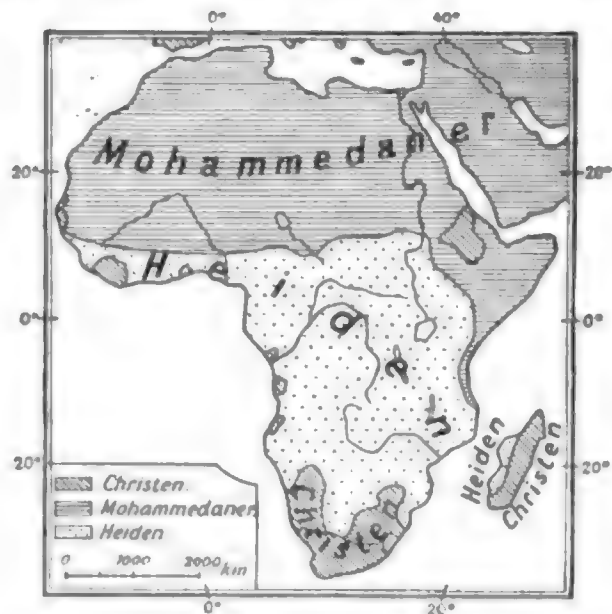 0° 40°
Mohammedaner
20° 20°
Heiden
0° 0°
Heiden
Christen
20° 20°
Christen
Christen.
Mohammedaner
Heiden
0 1000 2000 km
0° 20°